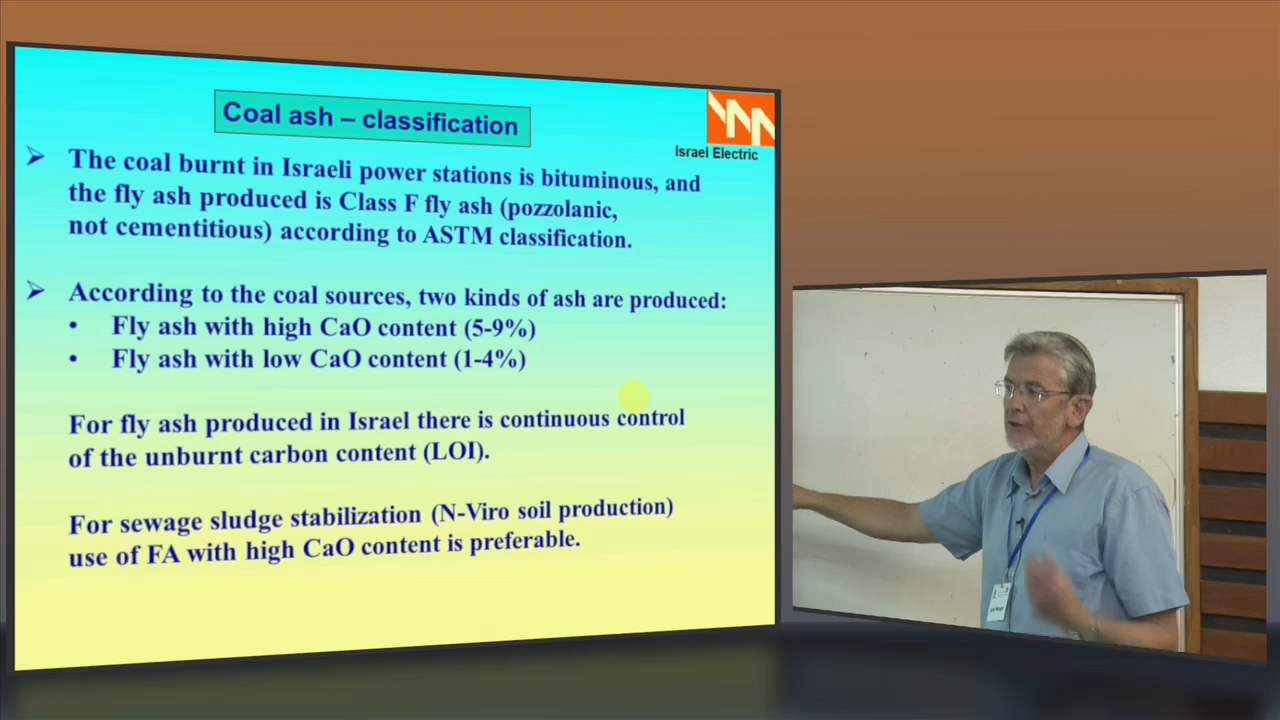 Coal ash – classification
Israel Electric
➢ The coal burnt in Israeli power stations is bituminous, and
the fly ash produced is Class F fly ash (pozzolanic,
not cementitious) according to ASTM classification.
➢ According to the coal sources, two kinds of ash are produced:
• Fly ash with high CaO content (5-9%)
• Fly ash with low CaO content (1-4%)
For fly ash produced in Israel there is continuous control
of the unburnt carbon content (LOI).
For sewage sludge stabilization (N-Viro soil production)
use of FA with high CaO content is preferable.